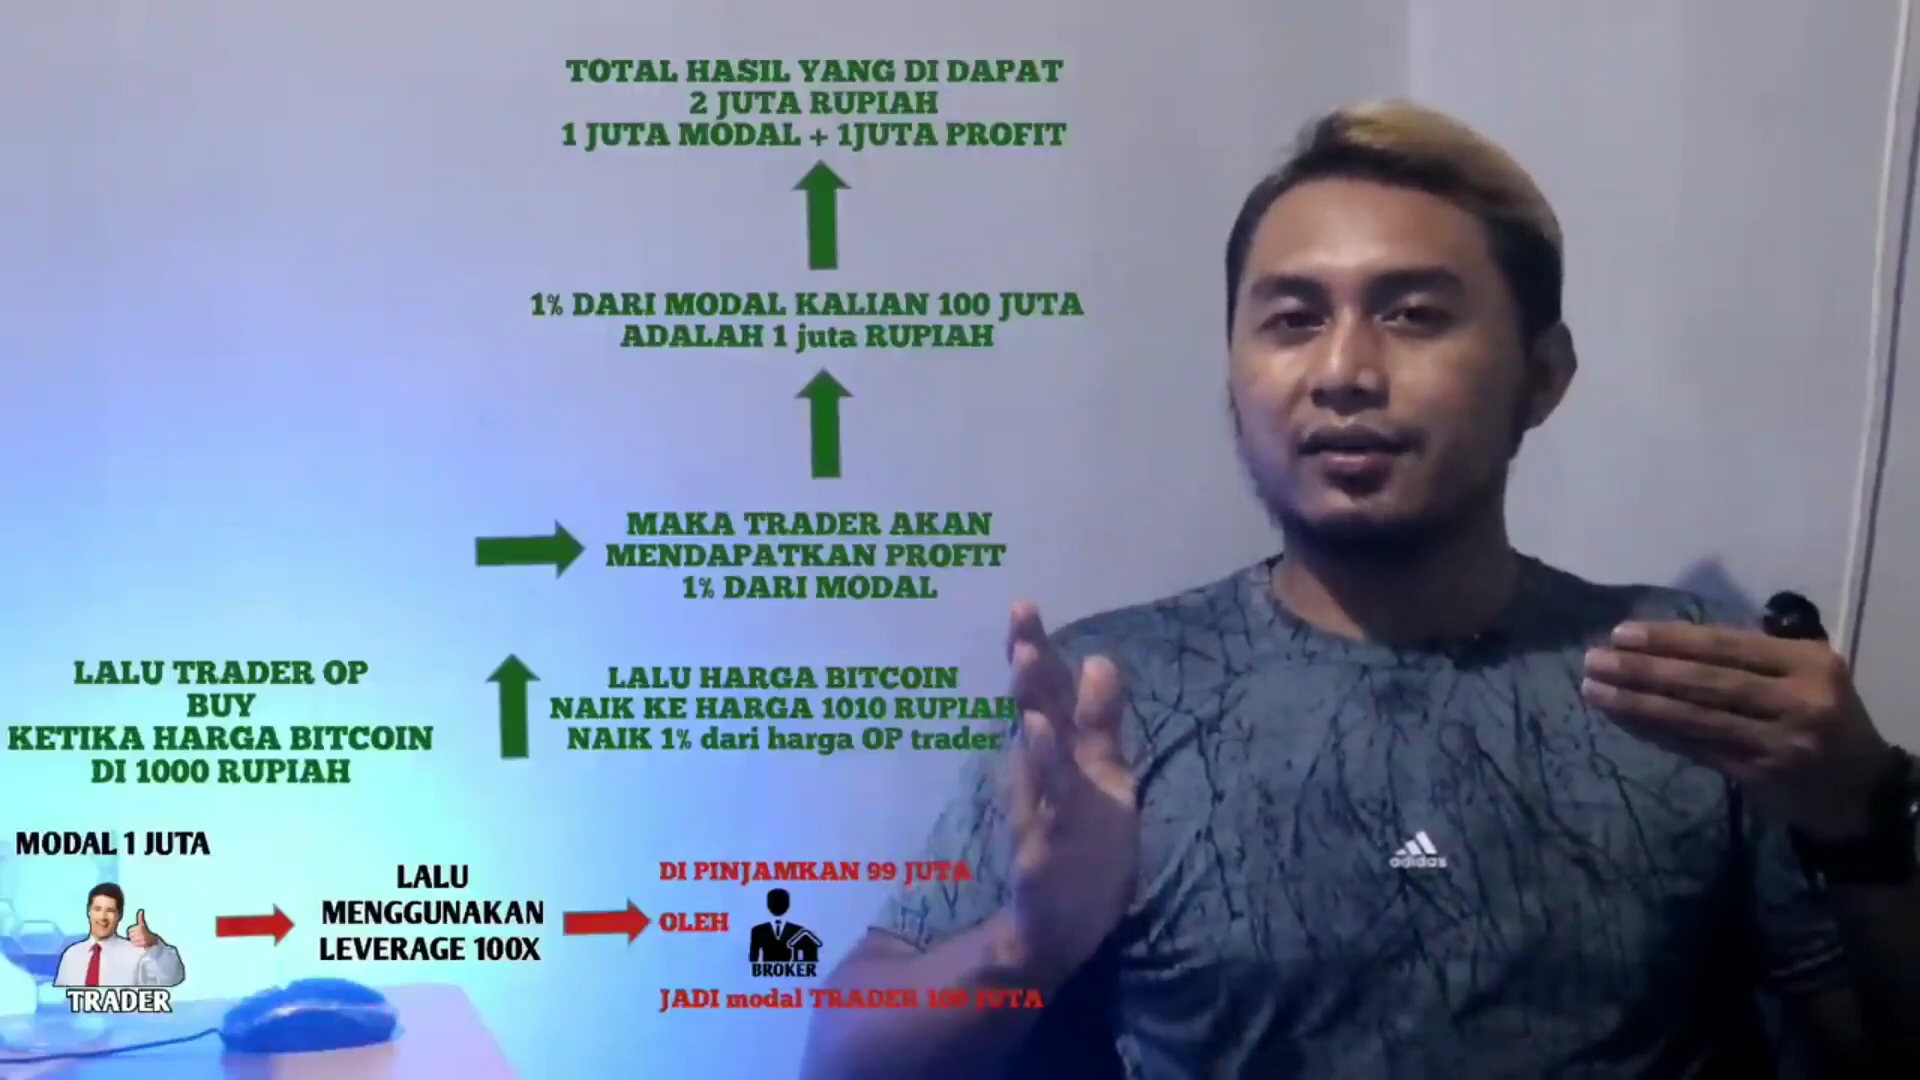 TOTAL HASIL YANG DI DAPAT
2 JUTA RUPIAH
1 JUTA MODAL + 1JUTA PROFIT
1% DARI MODAL KALIAN 100 JUTA
ADALAH 1 juta RUPIAH
MAKA TRADER AKAN
MENDAPATKAN PROFIT
1% DARI MODAL
LALU TRADER OP
BUY
KETIKA HARGA BITCOIN
DI 1000 RUPIAH
LALU HARGA BITCOIN
NAIK KE HARGA 1010 RUPIAH
NAIK 1% dari harga OP trader
MODAL 1 JUTA
TRADER
LALU
MENGGUNAKAN
LEVERAGE 100X
DI PINJAMKAN 99 JUTA
OLEH
BROKER
JADI modal TRADER 100 JUTA
adidas